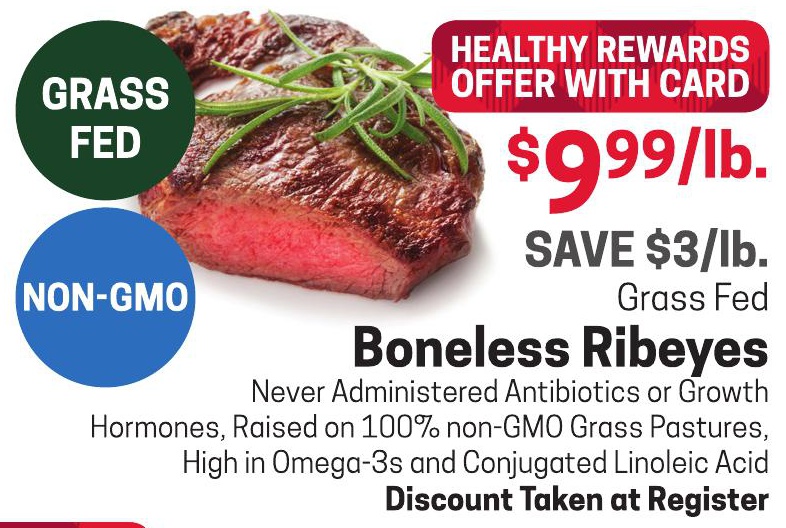 GRASS
FED
NON-GMO
HEALTHY REWARDS
OFFER WITH CARD
$9.99/lb.
SAVE $3/lb.
Grass Fed
Boneless Ribeyes
Never Administered Antibiotics or Growth
Hormones, Raised on 100% non-GMO Grass Pastures,
High in Omega-3s and Conjugated Linoleic Acid
Discount Taken at Register